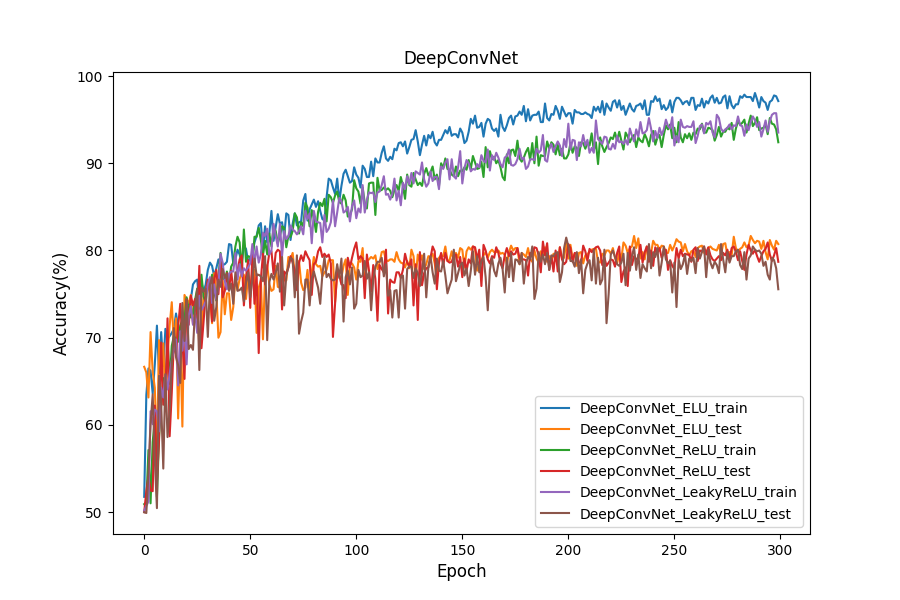 DeepConvNet
100
90
80
70
60
50
Accuracy(%)
0 50 100 150 200 250 300
Epoch
DeepConvNet_ELU_train
DeepConvNet_ELU_test
DeepConvNet_ReLU_train
DeepConvNet_ReLU_test
DeepConvNet_LeakyReLU_train
DeepConvNet_LeakyReLU_test